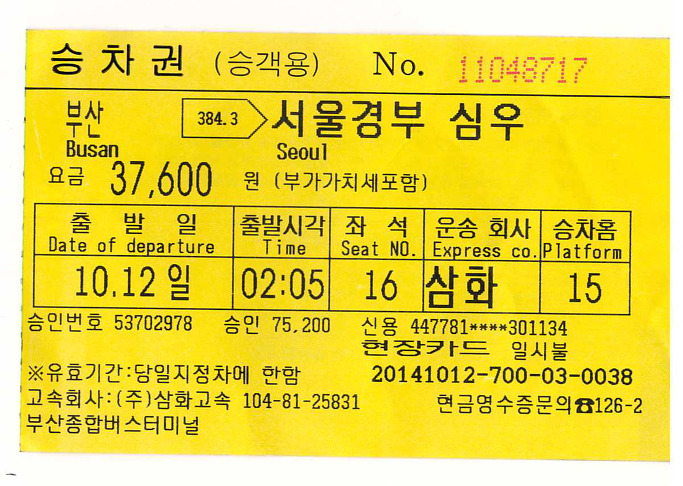 승차권 (승객용) No. 11048717
부산 384.3 서울경부 심우
Busan Seoul
요금 37,600 원 (부가가치세포함)
출 발 일 출발시각 좌 석 운송 회사 승차홈
Date of departure Time Seat NO. Express co. Platform
10.12 일 02:05 16 삼화 15
승인번호 53702978 승인 75,200 신용 447781****301134
현장카드 일시불
※유효기간:당일지정차에 한함 20141012-700-03-0038
고속회사:(주)삼화고속 104-81-25831 현금영수증문의☎126-2
부산종합버스터미널